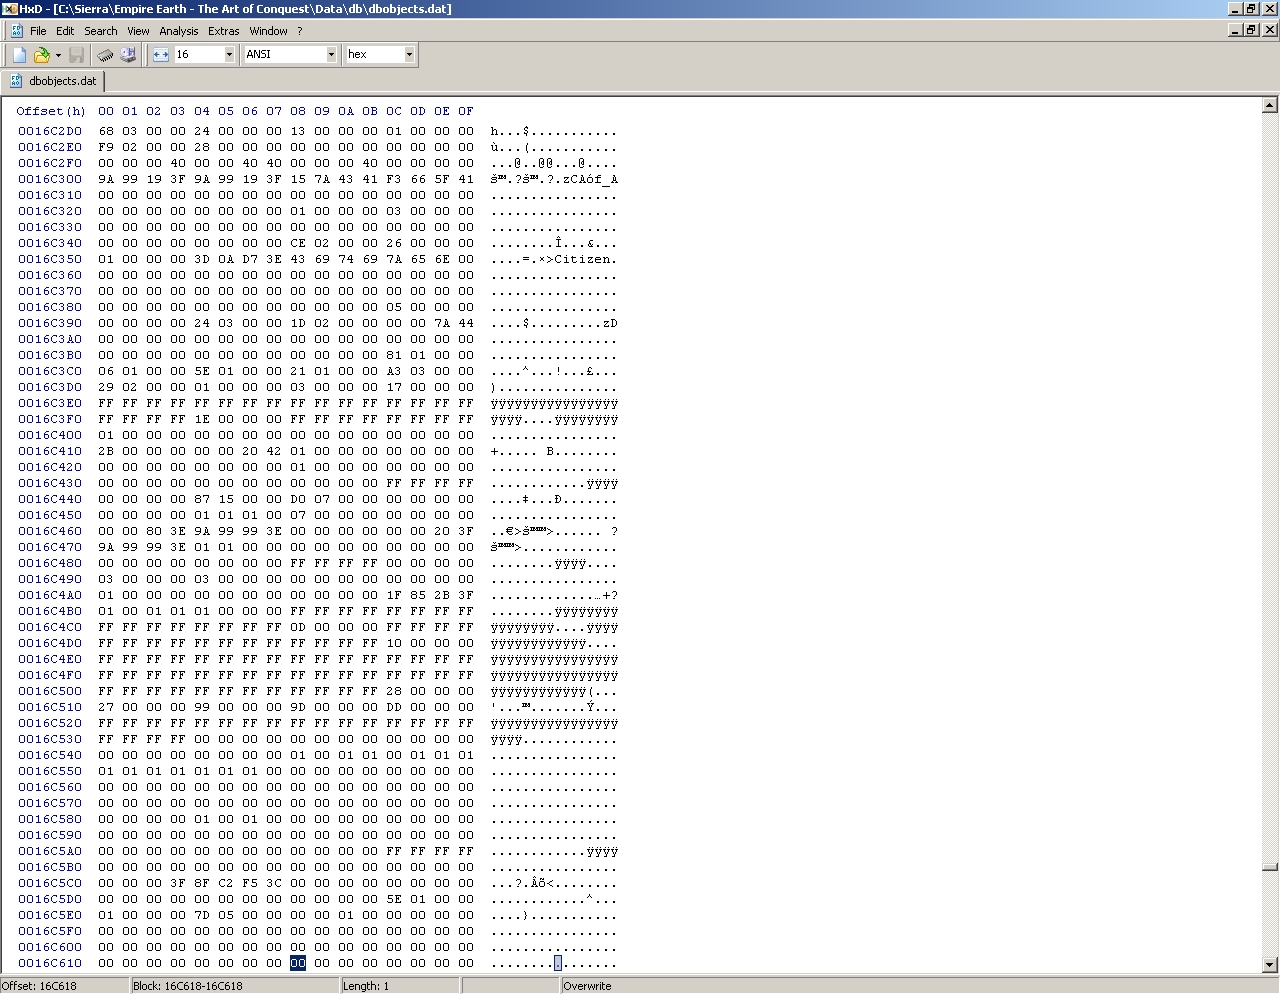 HxD - [C:\Sierra\Empire Earth - The Art of Conquest\Data\db\dbobjects.dat]
File Edit Search View Analysis Extras Window ?
16 ANSI hex
dbobjects.dat
Offset(h) 00 01 02 03 04 05 06 07 08 09 0A 0B 0C 0D 0E 0F
0016C2D0 68 03 00 00 24 00 00 00 13 00 00 00 01 00 00 00 h...$...........
0016C2E0 F9 02 00 00 28 00 00 00 00 00 00 00 00 00 00 00 ù...(...........
0016C2F0 00 00 00 40 00 00 40 40 00 00 00 40 00 00 00 00 ...@..@@...@....
0016C300 9A 99 19 3F 9A 99 19 3F 15 7A 43 41 F3 66 5F 41 š™.?š™.?.zCAóf_A
0016C310 00 00 00 00 00 00 00 00 00 00 00 00 00 00 00 00 ................
0016C320 00 00 00 00 00 00 00 00 01 00 00 00 03 00 00 00 ................
0016C330 00 00 00 00 00 00 00 00 00 00 00 00 00 00 00 00 ................
0016C340 00 00 00 00 00 00 00 00 CE 02 00 00 26 00 00 00 ........Î...&...
0016C350 01 00 00 00 3D 0A D7 3E 43 69 74 69 7A 65 6E 00 ....=.×>Citizen.
0016C360 00 00 00 00 00 00 00 00 00 00 00 00 00 00 00 00 ................
0016C370 00 00 00 00 00 00 00 00 00 00 00 00 00 00 00 00 ................
0016C380 00 00 00 00 00 00 00 00 00 00 00 00 05 00 00 00 ................
0016C390 00 00 00 00 24 03 00 00 1D 02 00 00 00 00 7A 44 ....$.........zD
0016C3A0 00 00 00 00 00 00 00 00 00 00 00 00 00 00 00 00 ................
0016C3B0 00 00 00 00 00 00 00 00 00 00 00 00 81 01 00 00 ................
0016C3C0 06 01 00 00 5E 01 00 00 21 01 00 00 A3 03 00 00 ....^...!...£...
0016C3D0 29 02 00 00 01 00 00 00 03 00 00 00 17 00 00 00 )...............
0016C3E0 FF FF FF FF FF FF FF FF FF FF FF FF FF FF FF FF ÿÿÿÿÿÿÿÿÿÿÿÿÿÿÿÿ
0016C3F0 FF FF FF FF 1E 00 00 00 FF FF FF FF FF FF FF FF ÿÿÿÿ....ÿÿÿÿÿÿÿÿ
0016C400 01 00 00 00 00 00 00 00 00 00 00 00 00 00 00 00 ................
0016C410 2B 00 00 00 00 00 20 42 01 00 00 00 00 00 00 00 +..... B........
0016C420 00 00 00 00 00 00 00 00 01 00 00 00 00 00 00 00 ................
0016C430 00 00 00 00 00 00 00 00 00 00 00 00 FF FF FF FF ............ÿÿÿÿ
0016C440 00 00 00 00 87 15 00 00 D0 07 00 00 00 00 00 00 ....‡...Ð.......
0016C450 00 00 00 00 01 01 01 00 07 00 00 00 00 00 00 00 ................
0016C460 00 00 80 3E 9A 99 99 3E 00 00 00 00 00 00 20 3F ..€>š™™>...... ?
0016C470 9A 99 99 3E 01 01 00 00 00 00 00 00 00 00 00 00 š™™>............
0016C480 00 00 00 00 00 00 00 00 FF FF FF FF 00 00 00 00 ........ÿÿÿÿ....
0016C490 03 00 00 00 03 00 00 00 00 00 00 00 00 00 00 00 ................
0016C4A0 01 00 00 00 00 00 00 00 00 00 00 00 1F 85 2B 3F .............…+?
0016C4B0 01 00 01 01 01 00 00 00 FF FF FF FF FF FF FF FF ........ÿÿÿÿÿÿÿÿ
0016C4C0 FF FF FF FF FF FF FF FF 0D 00 00 00 FF FF FF FF ÿÿÿÿÿÿÿÿ....ÿÿÿÿ
0016C4D0 FF FF FF FF FF FF FF FF FF FF FF FF 10 00 00 00 ÿÿÿÿÿÿÿÿÿÿÿÿ....
0016C4E0 FF FF FF FF FF FF FF FF FF FF FF FF FF FF FF FF ÿÿÿÿÿÿÿÿÿÿÿÿÿÿÿÿ
0016C4F0 FF FF FF FF FF FF FF FF FF FF FF FF FF FF FF FF ÿÿÿÿÿÿÿÿÿÿÿÿÿÿÿÿ
0016C500 FF FF FF FF FF FF FF FF FF FF FF FF 28 00 00 00 ÿÿÿÿÿÿÿÿÿÿÿÿ(...
0016C510 27 00 00 00 99 00 00 00 9D 00 00 00 DD 00 00 00 '...™.......Ý...
0016C520 FF FF FF FF FF FF FF FF FF FF FF FF FF FF FF FF ÿÿÿÿÿÿÿÿÿÿÿÿÿÿÿÿ
0016C530 FF FF FF FF 00 00 00 00 00 00 00 00 00 00 00 00 ÿÿÿÿ............
0016C540 00 00 00 00 00 00 00 00 01 00 01 01 00 01 01 01 ................
0016C550 01 01 01 01 01 01 01 00 00 00 00 00 00 00 00 00 ................
0016C560 00 00 00 00 00 00 00 00 00 00 00 00 00 00 00 00 ................
0016C570 00 00 00 00 00 00 00 00 00 00 00 00 00 00 00 00 ................
0016C580 00 00 00 00 01 00 01 00 00 00 00 00 00 00 00 00 ................
0016C590 00 00 00 00 00 00 00 00 00 00 00 00 00 00 00 00 ................
0016C5A0 00 00 00 00 00 00 00 00 00 00 00 00 FF FF FF FF ............ÿÿÿÿ
0016C5B0 00 00 00 00 00 00 00 00 00 00 00 00 00 00 00 00 ................
0016C5C0 00 00 00 3F 8F C2 F5 3C 00 00 00 00 00 00 00 00 ...?.Âõ<........
0016C5D0 00 00 00 00 00 00 00 00 00 00 00 00 5E 01 00 00 ............^...
0016C5E0 01 00 00 00 7D 05 00 00 00 00 01 00 00 00 00 00 ....}...........
0016C5F0 00 00 00 00 00 00 00 00 00 00 00 00 00 00 00 00 ................
0016C600 00 00 00 00 00 00 00 00 00 00 00 00 00 00 00 00 ................
0016C610 00 00 00 00 00 00 00 00 00 00 00 00 00 00 00 00 ................
Offset: 16C618 Block: 16C618-16C618 Length: 1 Overwrite